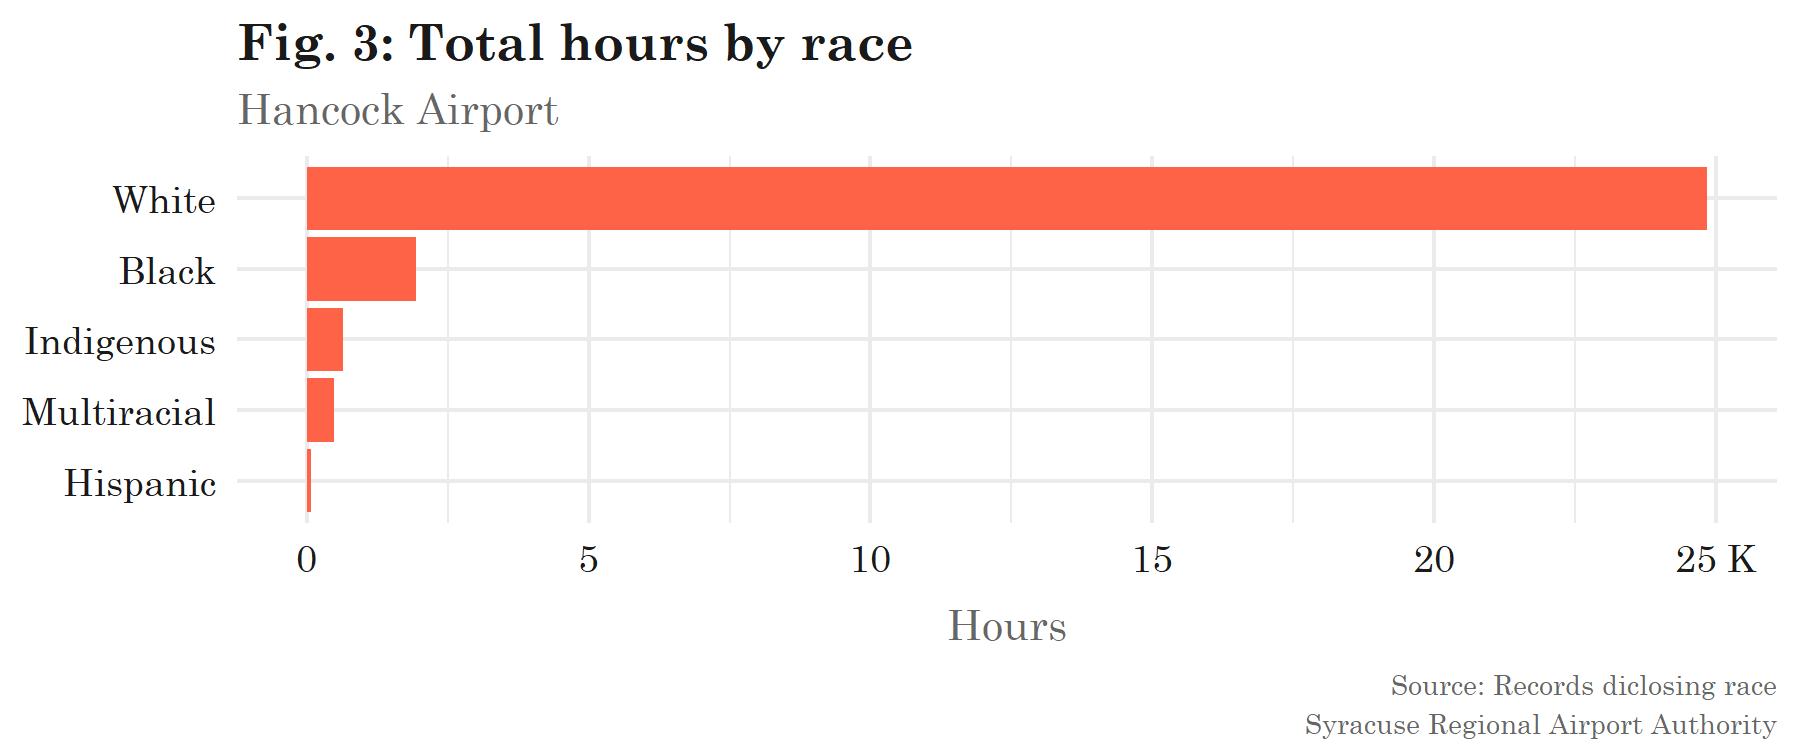 Fig. 3: Total hours by race
Hancock Airport
White
Black
Indigenous
Multiracial
Hispanic
0 5 10 15 20 25 K
Hours
Source: Records diclosing race
Syracuse Regional Airport Authority